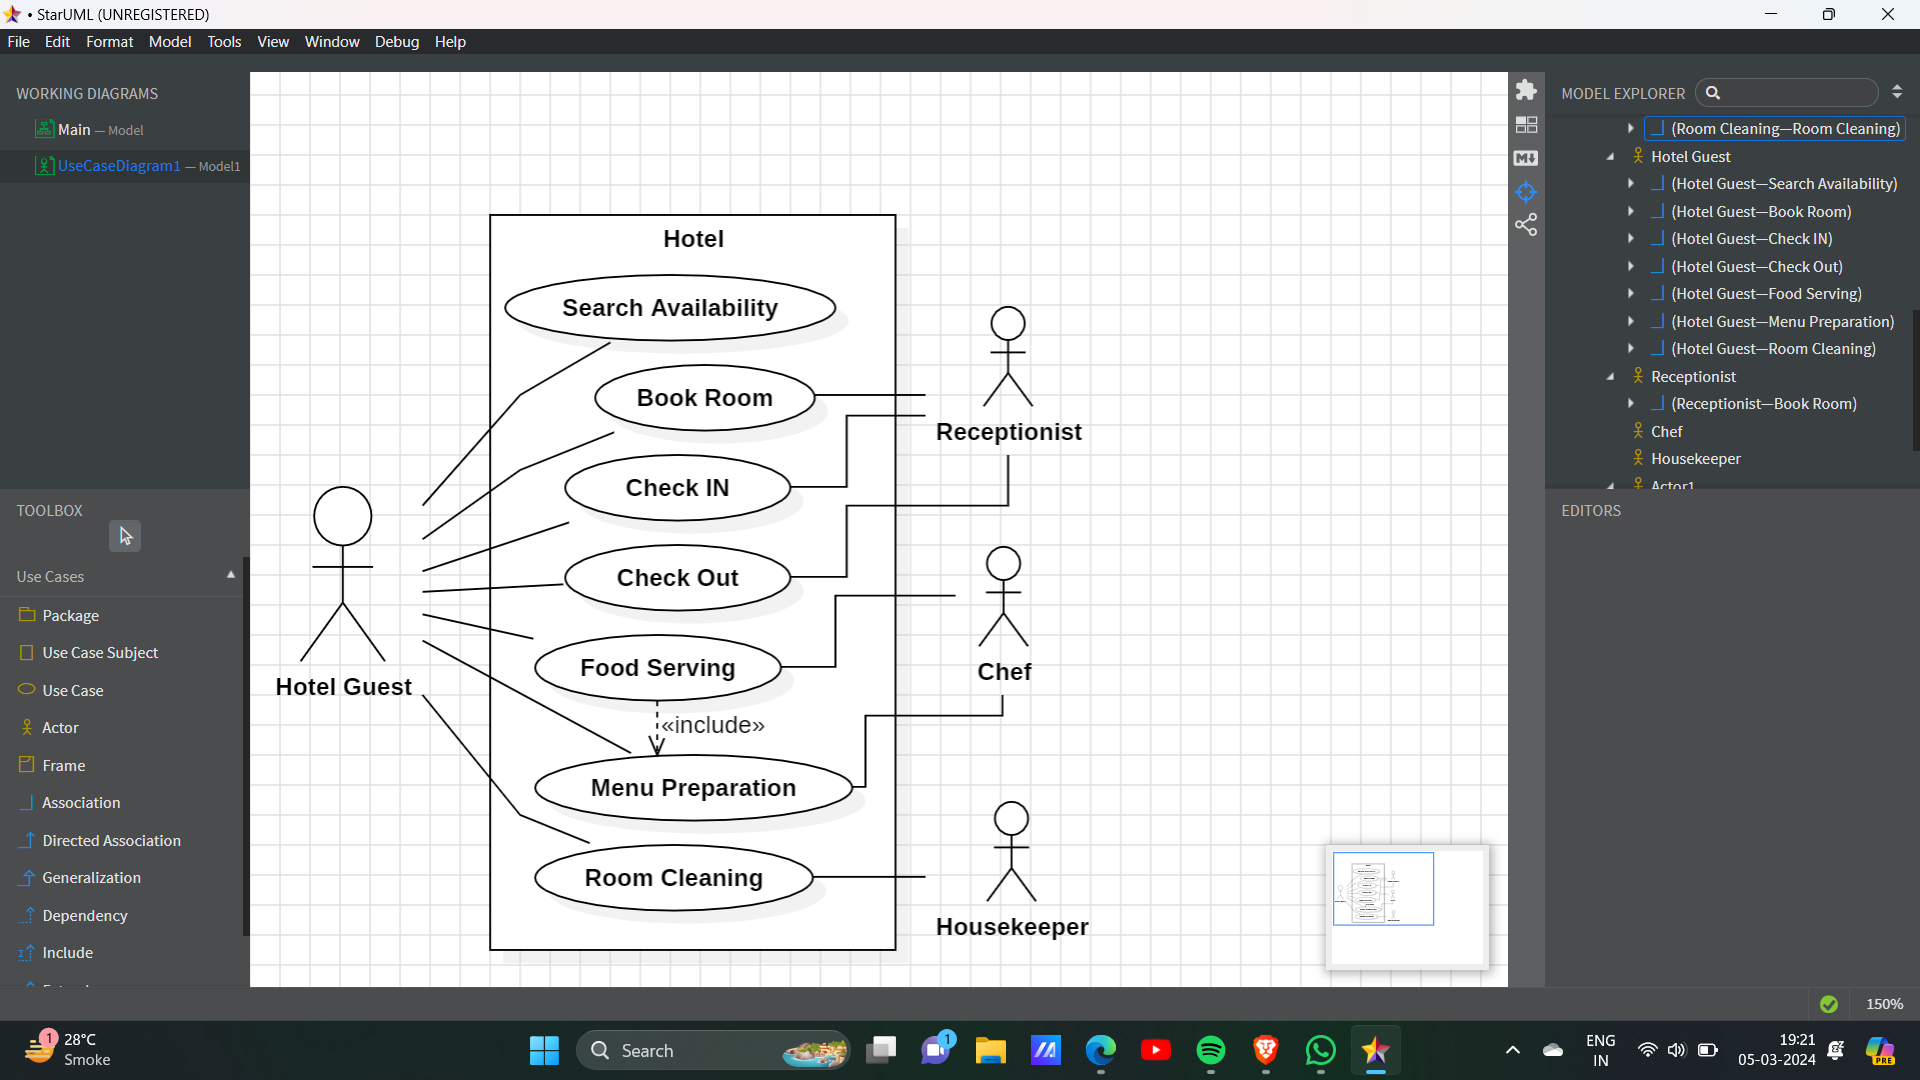 • StarUML (UNREGISTERED)
File Edit Format Model Tools View Window Debug Help
WORKING DIAGRAMS
Main — Model
UseCaseDiagram1 — Model1
TOOLBOX
Use Cases
Package
Use Case Subject
Use Case
Actor
Frame
Association
Directed Association
Generalization
Dependency
Include
Hotel
Search Availability
Book Room
Check IN
Check Out
Food Serving
«include»
Menu Preparation
Room Cleaning
Hotel Guest
Receptionist
Chef
Housekeeper
MODEL EXPLORER
(Room Cleaning—Room Cleaning)
Hotel Guest
(Hotel Guest—Search Availability)
(Hotel Guest—Book Room)
(Hotel Guest—Check IN)
(Hotel Guest—Check Out)
(Hotel Guest—Food Serving)
(Hotel Guest—Menu Preparation)
(Hotel Guest—Room Cleaning)
Receptionist
(Receptionist—Book Room)
Chef
Housekeeper
Actor1
EDITORS
150%
1
28°C
Smoke
Search
1
ENG
IN
19:21
05-03-2024
PRE